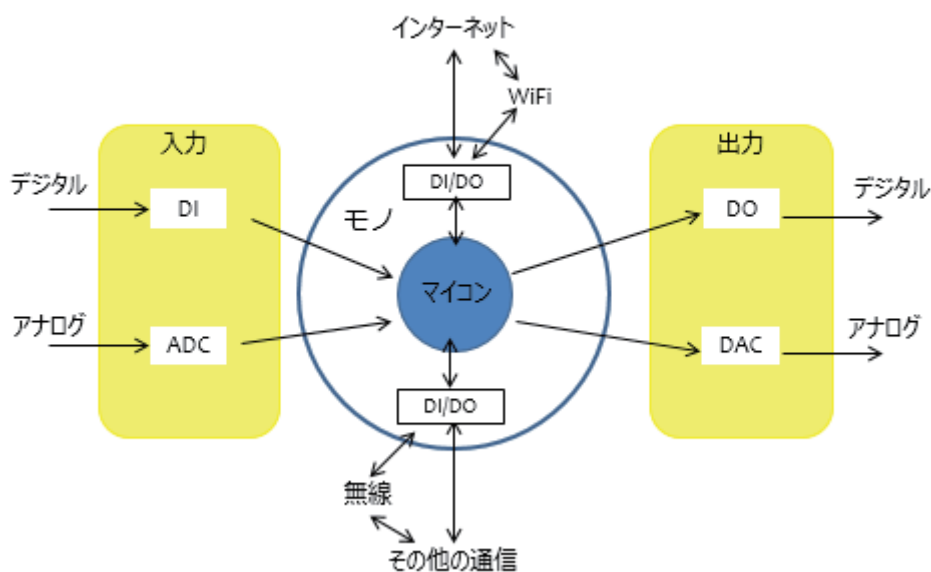 インターネット
WiFi
入力
出力
デジタル
DI
DI/DO
モノ
DO
デジタル
マイコン
アナログ
ADC
DAC
アナログ
DI/DO
無線
その他の通信